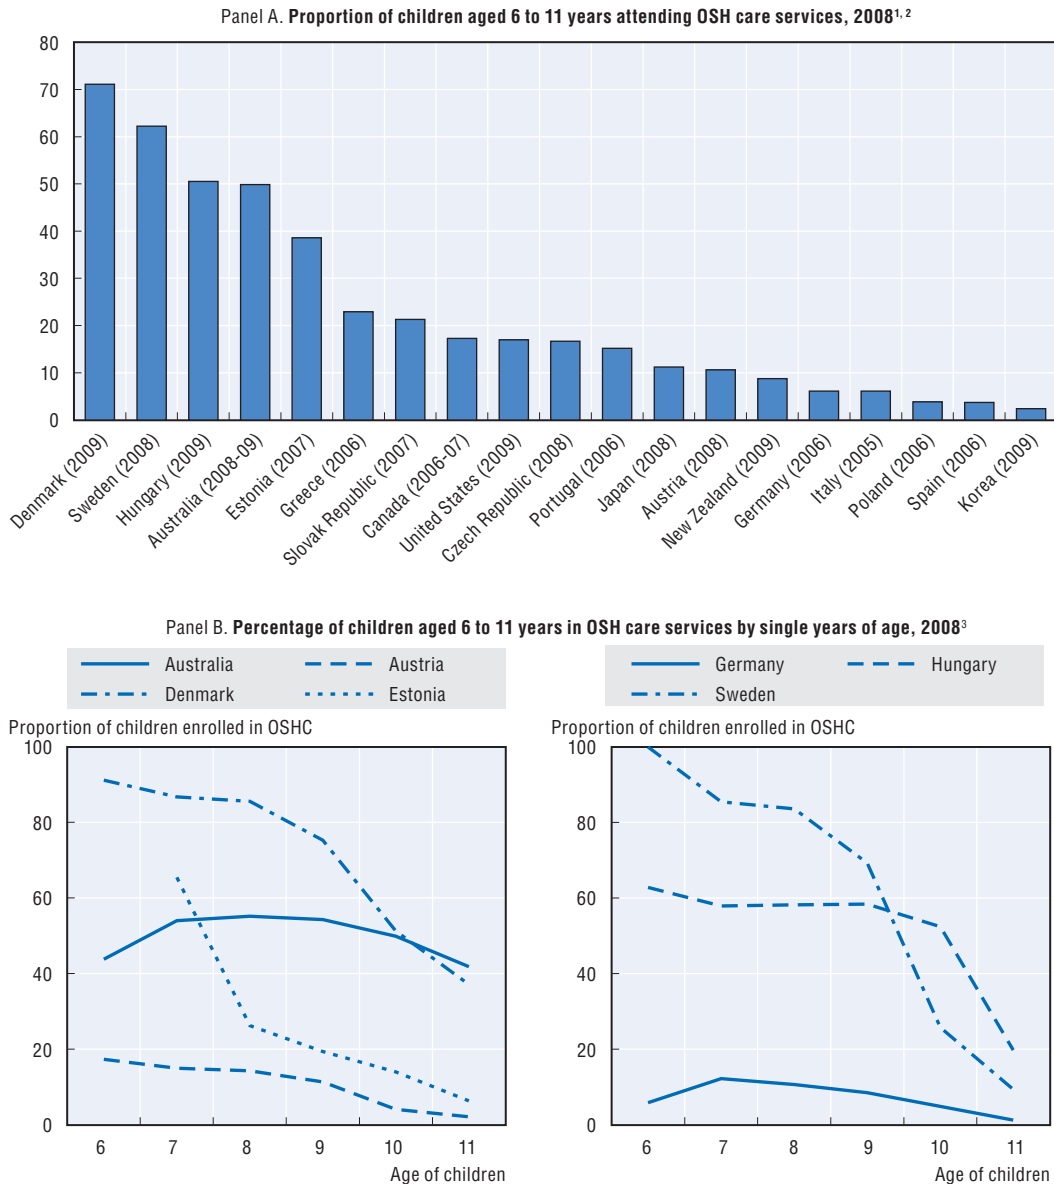 Panel A. Proportion of children aged 6 to 11 years attending OSH care services, 2008¹, ²
80
70
60
50
40
30
20
10
0
Denmark (2009)
Sweden (2008)
Hungary (2009)
Australia (2008-09)
Estonia (2007)
Greece (2006)
Slovak Republic (2007)
Canada (2006-07)
United States (2009)
Czech Republic (2008)
Portugal (2006)
Japan (2008)
Austria (2008)
New Zealand (2009)
Germany (2006)
Italy (2005)
Poland (2006)
Spain (2006)
Korea (2009)
Panel B. Percentage of children aged 6 to 11 years in OSH care services by single years of age, 2008³
Australia Austria
Denmark Estonia
Proportion of children enrolled in OSHC
100
80
60
40
20
0
6 7 8 9 10 11
Age of children
Germany Hungary
Sweden
Proportion of children enrolled in OSHC
100
80
60
40
20
0
6 7 8 9 10 11
Age of children